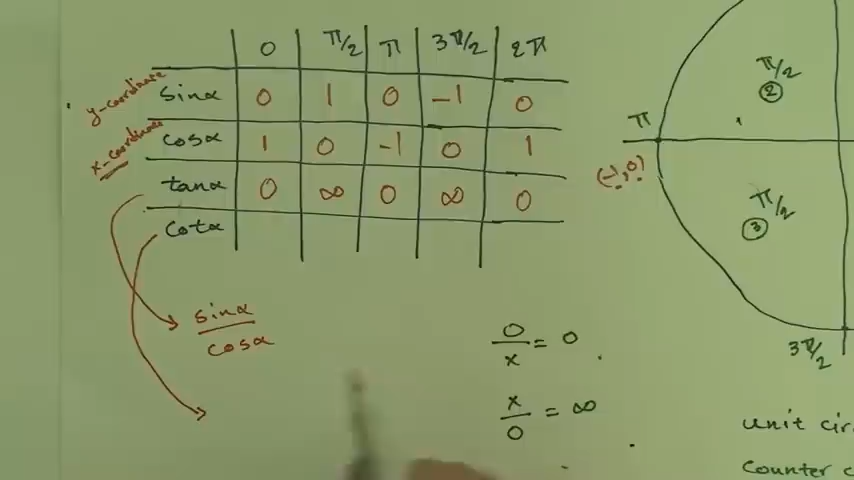 0 π/2 π 3π/2 2π
y-coordinate sinα 0 1 0 -1 0
x-coordinate cosα 1 0 -1 0 1
tanα 0 ∞ 0 ∞ 0
cotα
sinα
cosα
0/x = 0
x/0 = ∞
π/2
②
π
(-1,0)
π/2
③
3π/2
unit cir
counter c